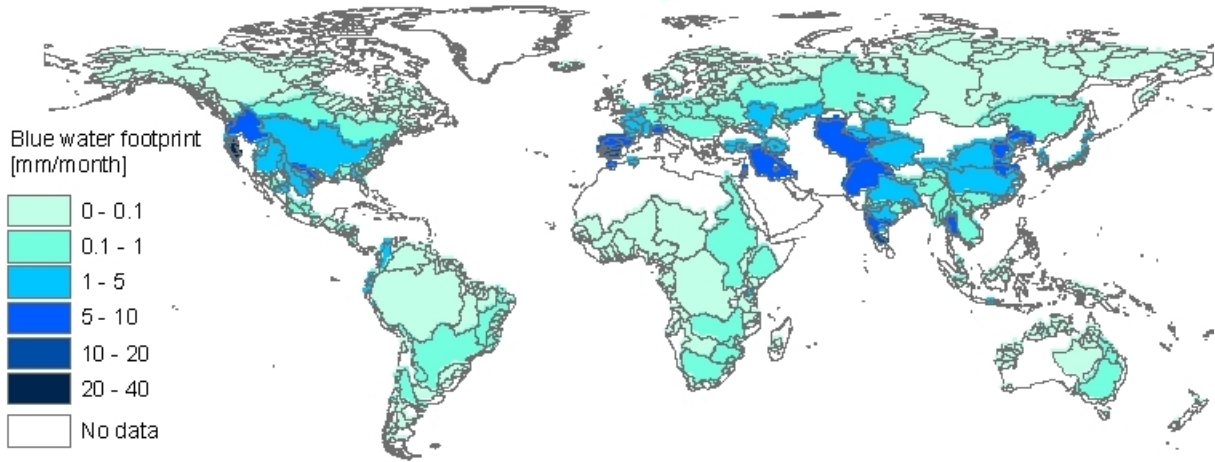 Blue water footprint
[mm/month]
0 - 0.1
0.1 - 1
1 - 5
5 - 10
10 - 20
20 - 40
No data